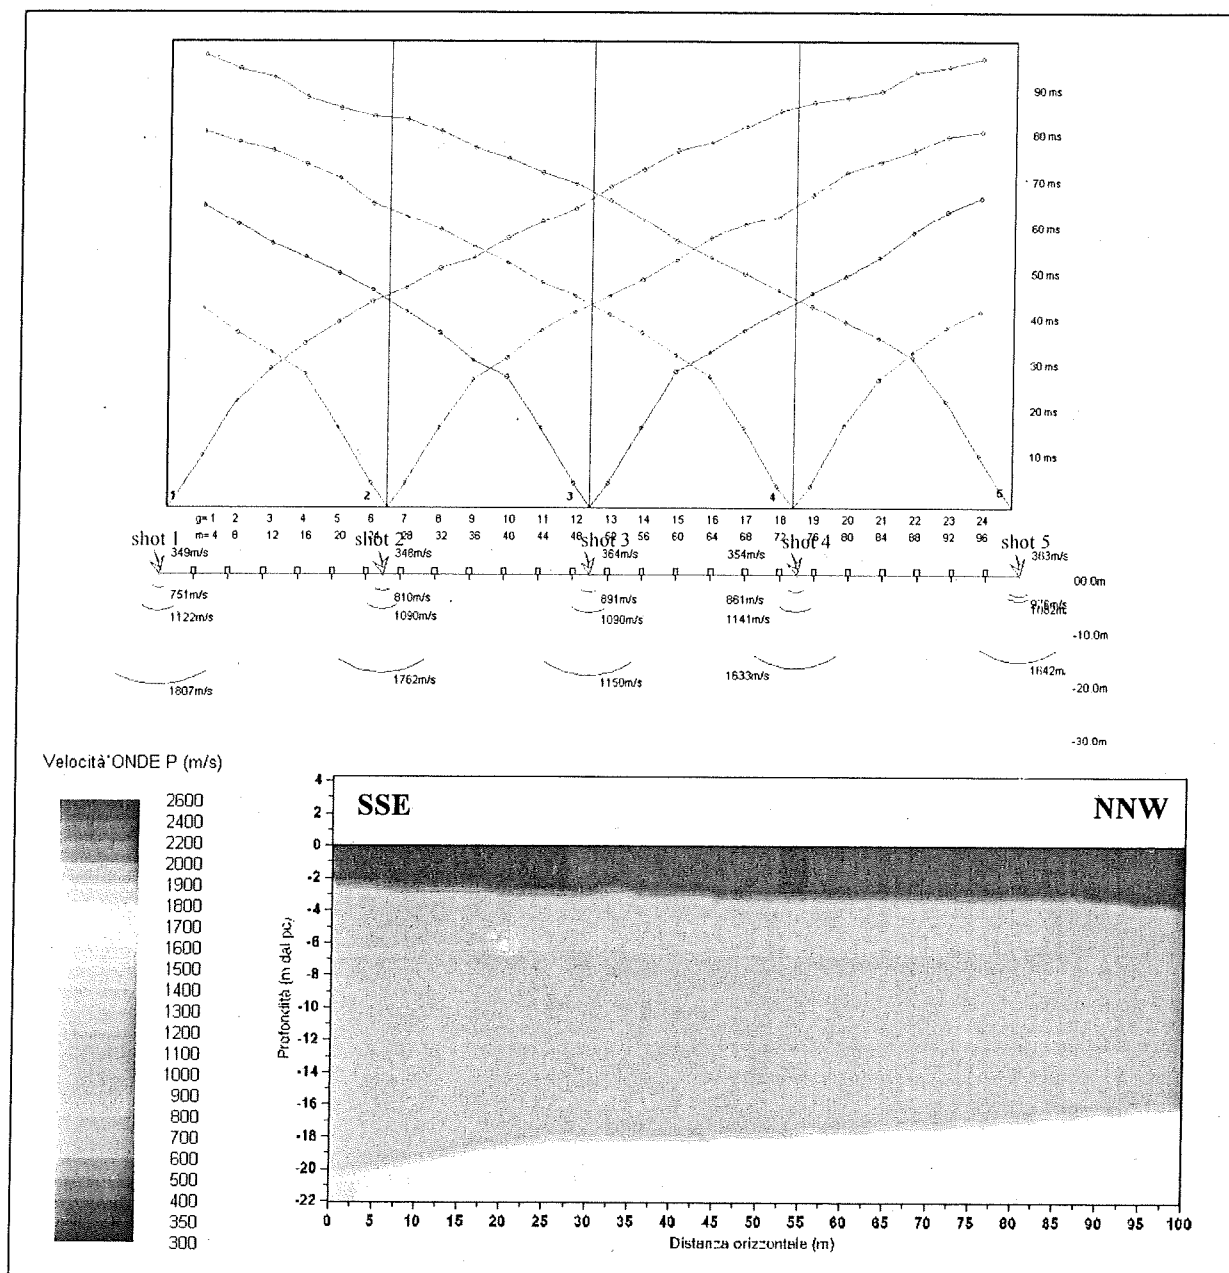 90 ms
80 ms
70 ms
60 ms
50 ms
40 ms
30 ms
20 ms
10 ms
1 2 3 4 5
g= 1 2 3 4 5 6 7 8 9 10 11 12 13 14 15 16 17 18 19 20 21 22 23 24
m= 4 8 12 16 20 24 28 32 36 40 44 48 52 56 60 64 68 72 76 80 84 88 92 96
shot 1 shot 2 shot 3 shot 4 shot 5
349m/s 348m/s 364m/s 354m/s 363m/s
00.0m
751m/s 810m/s 891m/s 861m/s
1122m/s 1090m/s 1090m/s 1141m/s
-10.0m
1807m/s 1762m/s 1150m/s 1633m/s 1642m/
-20.0m
-30.0m
Velocità ONDE P (m/s)
2600
2400
2200
2000
1900
1800
1700
1600
1500
1400
1300
1200
1100
1000
900
800
700
600
500
400
350
300
SSE NNW
Profondità (m dal pc)
4
2
0
-2
-4
-6
-8
-10
-12
-14
-16
-18
-20
-22
0 5 10 15 20 25 30 35 40 45 50 55 60 65 70 75 80 85 90 95 100
Distanza orizzontale (m)